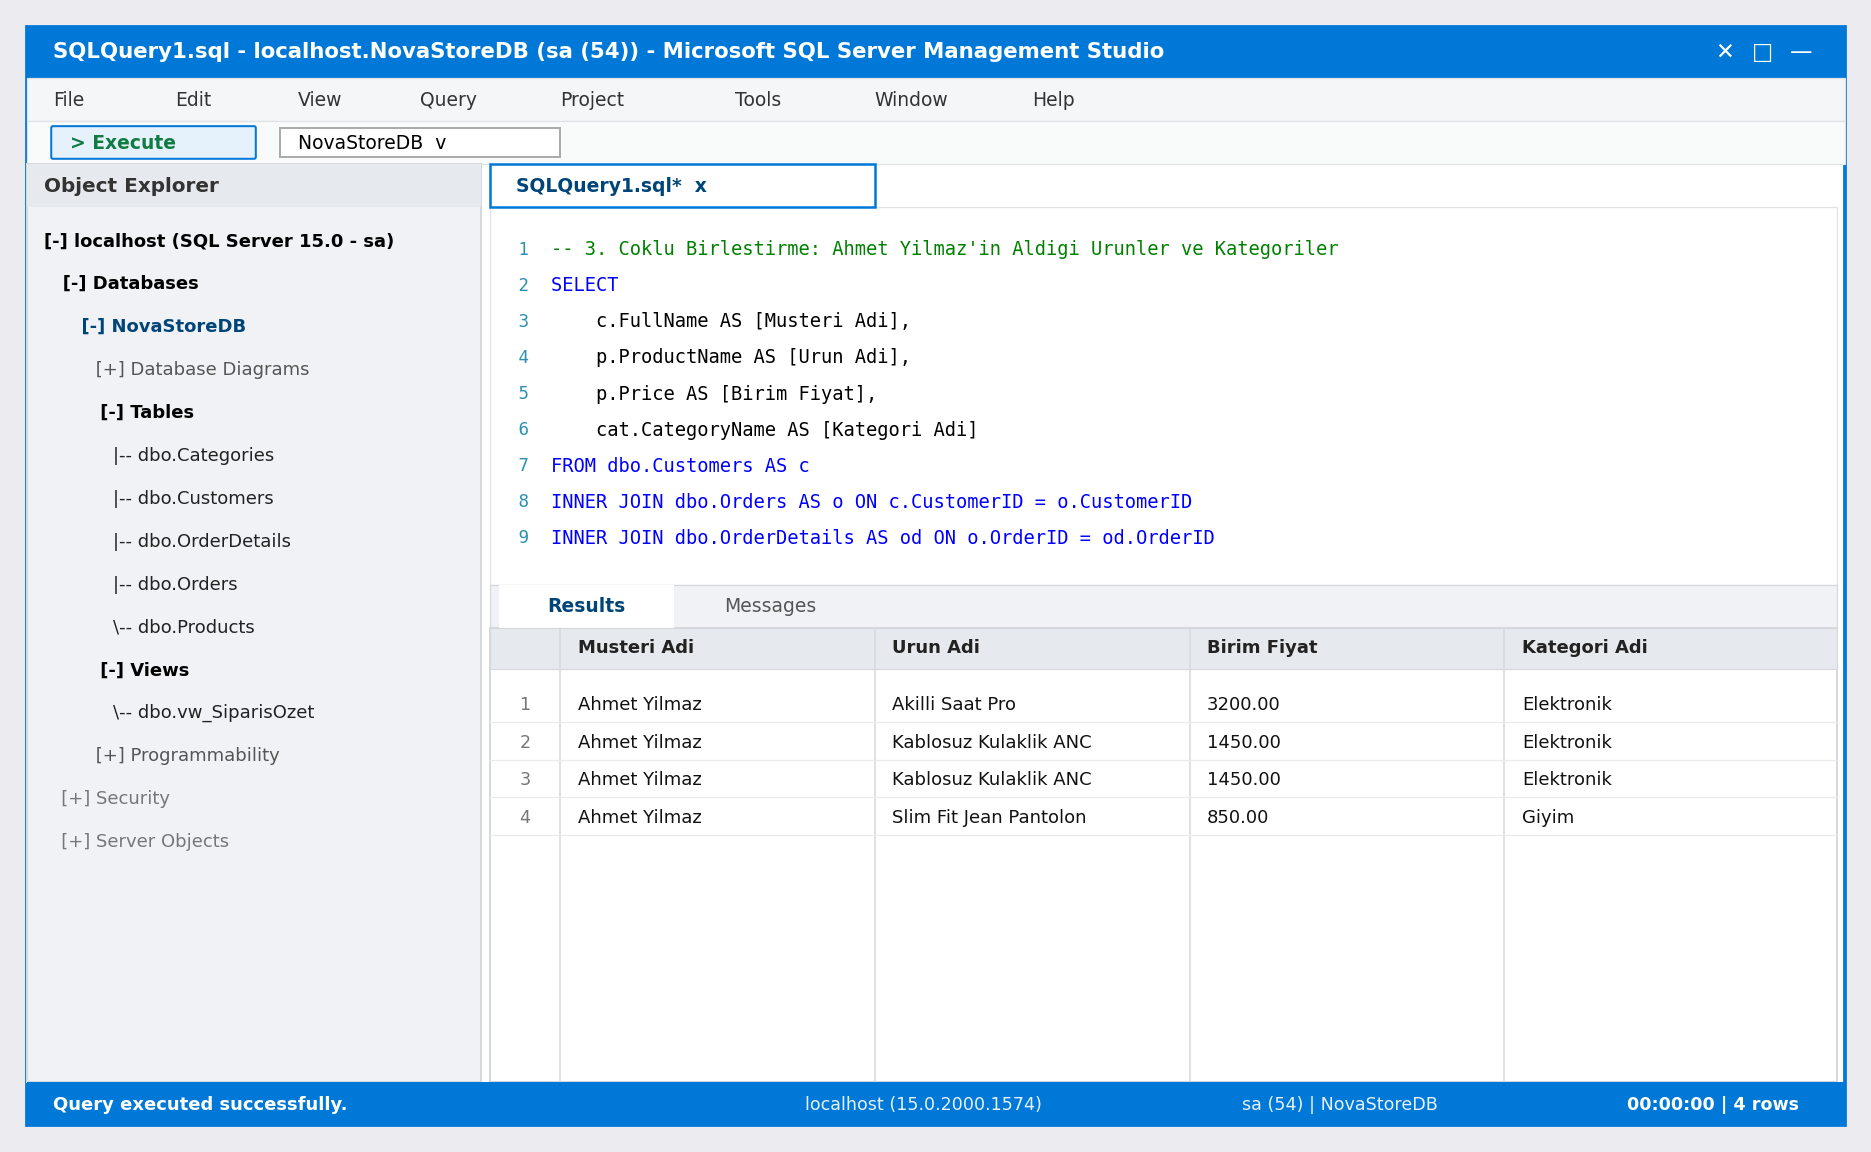 SQLQuery1.sql - localhost.NovaStoreDB (sa (54)) - Microsoft SQL Server Management Studio ✕ □ —
File Edit View Query Project Tools Window Help
> Execute NovaStoreDB v
Object Explorer
[-] localhost (SQL Server 15.0 - sa)
[-] Databases
[-] NovaStoreDB
[+] Database Diagrams
[-] Tables
|-- dbo.Categories
|-- dbo.Customers
|-- dbo.OrderDetails
|-- dbo.Orders
\-- dbo.Products
[-] Views
\-- dbo.vw_SiparisOzet
[+] Programmability
[+] Security
[+] Server Objects
SQLQuery1.sql* x
1 -- 3. Coklu Birlestirme: Ahmet Yilmaz'in Aldigi Urunler ve Kategoriler
2 SELECT
3     c.FullName AS [Musteri Adi],
4     p.ProductName AS [Urun Adi],
5     p.Price AS [Birim Fiyat],
6     cat.CategoryName AS [Kategori Adi]
7 FROM dbo.Customers AS c
8 INNER JOIN dbo.Orders AS o ON c.CustomerID = o.CustomerID
9 INNER JOIN dbo.OrderDetails AS od ON o.OrderID = od.OrderID
Results Messages
Musteri Adi Urun Adi Birim Fiyat Kategori Adi
1 Ahmet Yilmaz Akilli Saat Pro 3200.00 Elektronik
2 Ahmet Yilmaz Kablosuz Kulaklik ANC 1450.00 Elektronik
3 Ahmet Yilmaz Kablosuz Kulaklik ANC 1450.00 Elektronik
4 Ahmet Yilmaz Slim Fit Jean Pantolon 850.00 Giyim
Query executed successfully. localhost (15.0.2000.1574) sa (54) | NovaStoreDB 00:00:00 | 4 rows